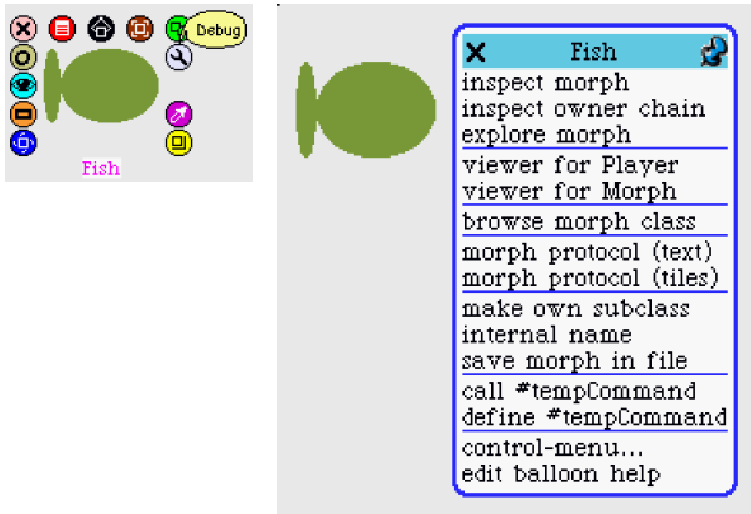 Debug
Fish
Fish
inspect morph
inspect owner chain
explore morph
viewer for Player
viewer for Morph
browse morph class
morph protocol (text)
morph protocol (tiles)
make own subclass
internal name
save morph in file
call #tempCommand
define #tempCommand
control-menu...
edit balloon help